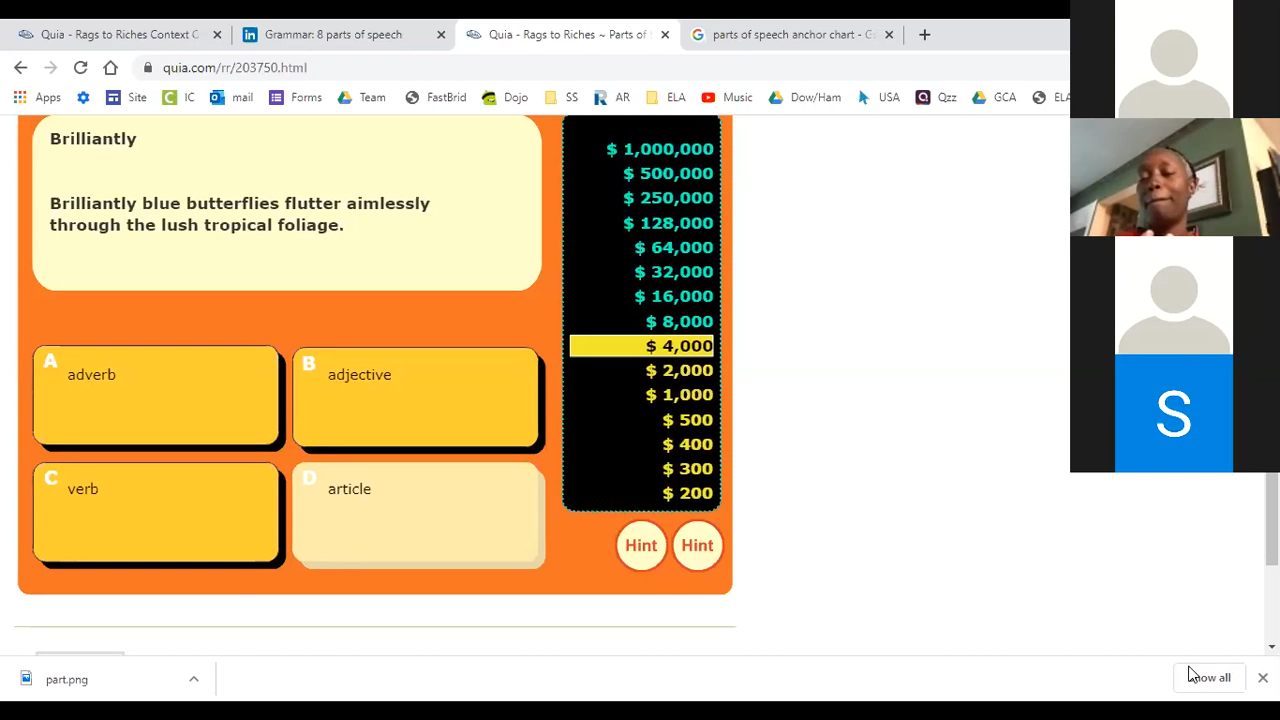 Quia - Rags to Riches Context C
Grammar: 8 parts of speech
Quia - Rags to Riches ~ Parts of
parts of speech anchor chart - G
quia.com/rr/203750.html
Apps Site IC mail Forms Team FastBrid Dojo SS AR ELA Music Dow/Ham USA Qzz GCA ELA
Brilliantly
Brilliantly blue butterflies flutter aimlessly
through the lush tropical foliage.
$ 1,000,000
$ 500,000
$ 250,000
$ 128,000
$ 64,000
$ 32,000
$ 16,000
$ 8,000
$ 4,000
$ 2,000
$ 1,000
$ 500
$ 400
$ 300
$ 200
A adverb
B adjective
C verb
D article
Hint Hint
S
part.png
all